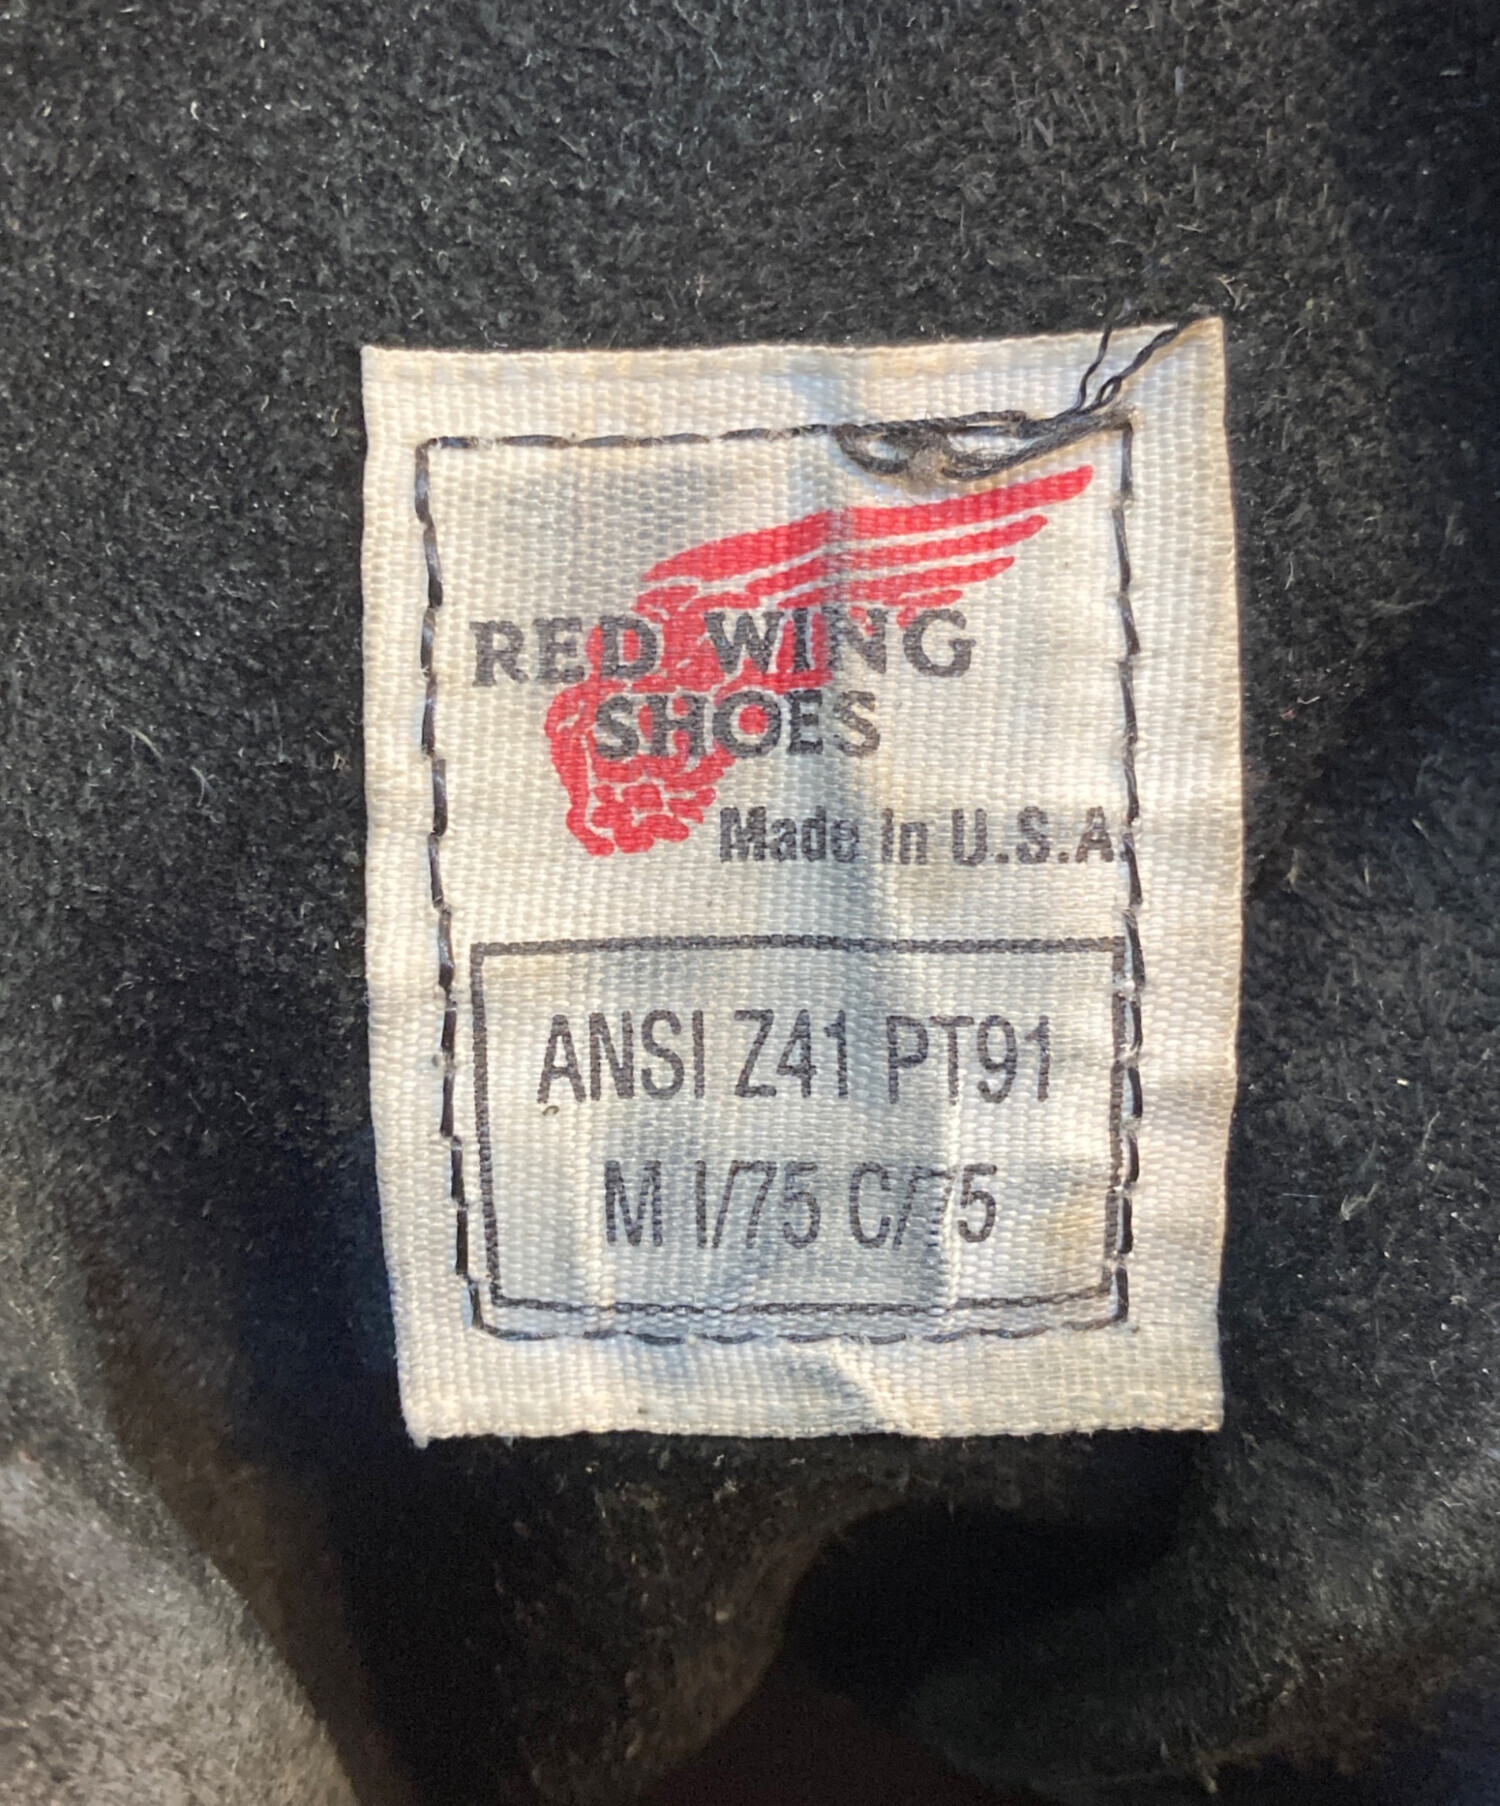 RED WING
SHOES
Made in U.S.A.
ANSI Z41 PT91
M I/75 C/75